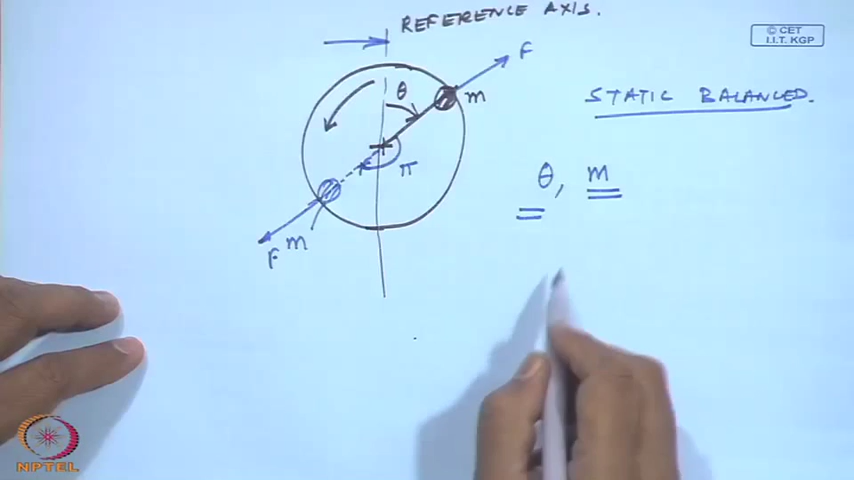 REFERENCE AXIS.
© CET
I.I.T. KGP
F
θ
m
STATIC BALANCED.
π
θ, m
m
F
NPTEL